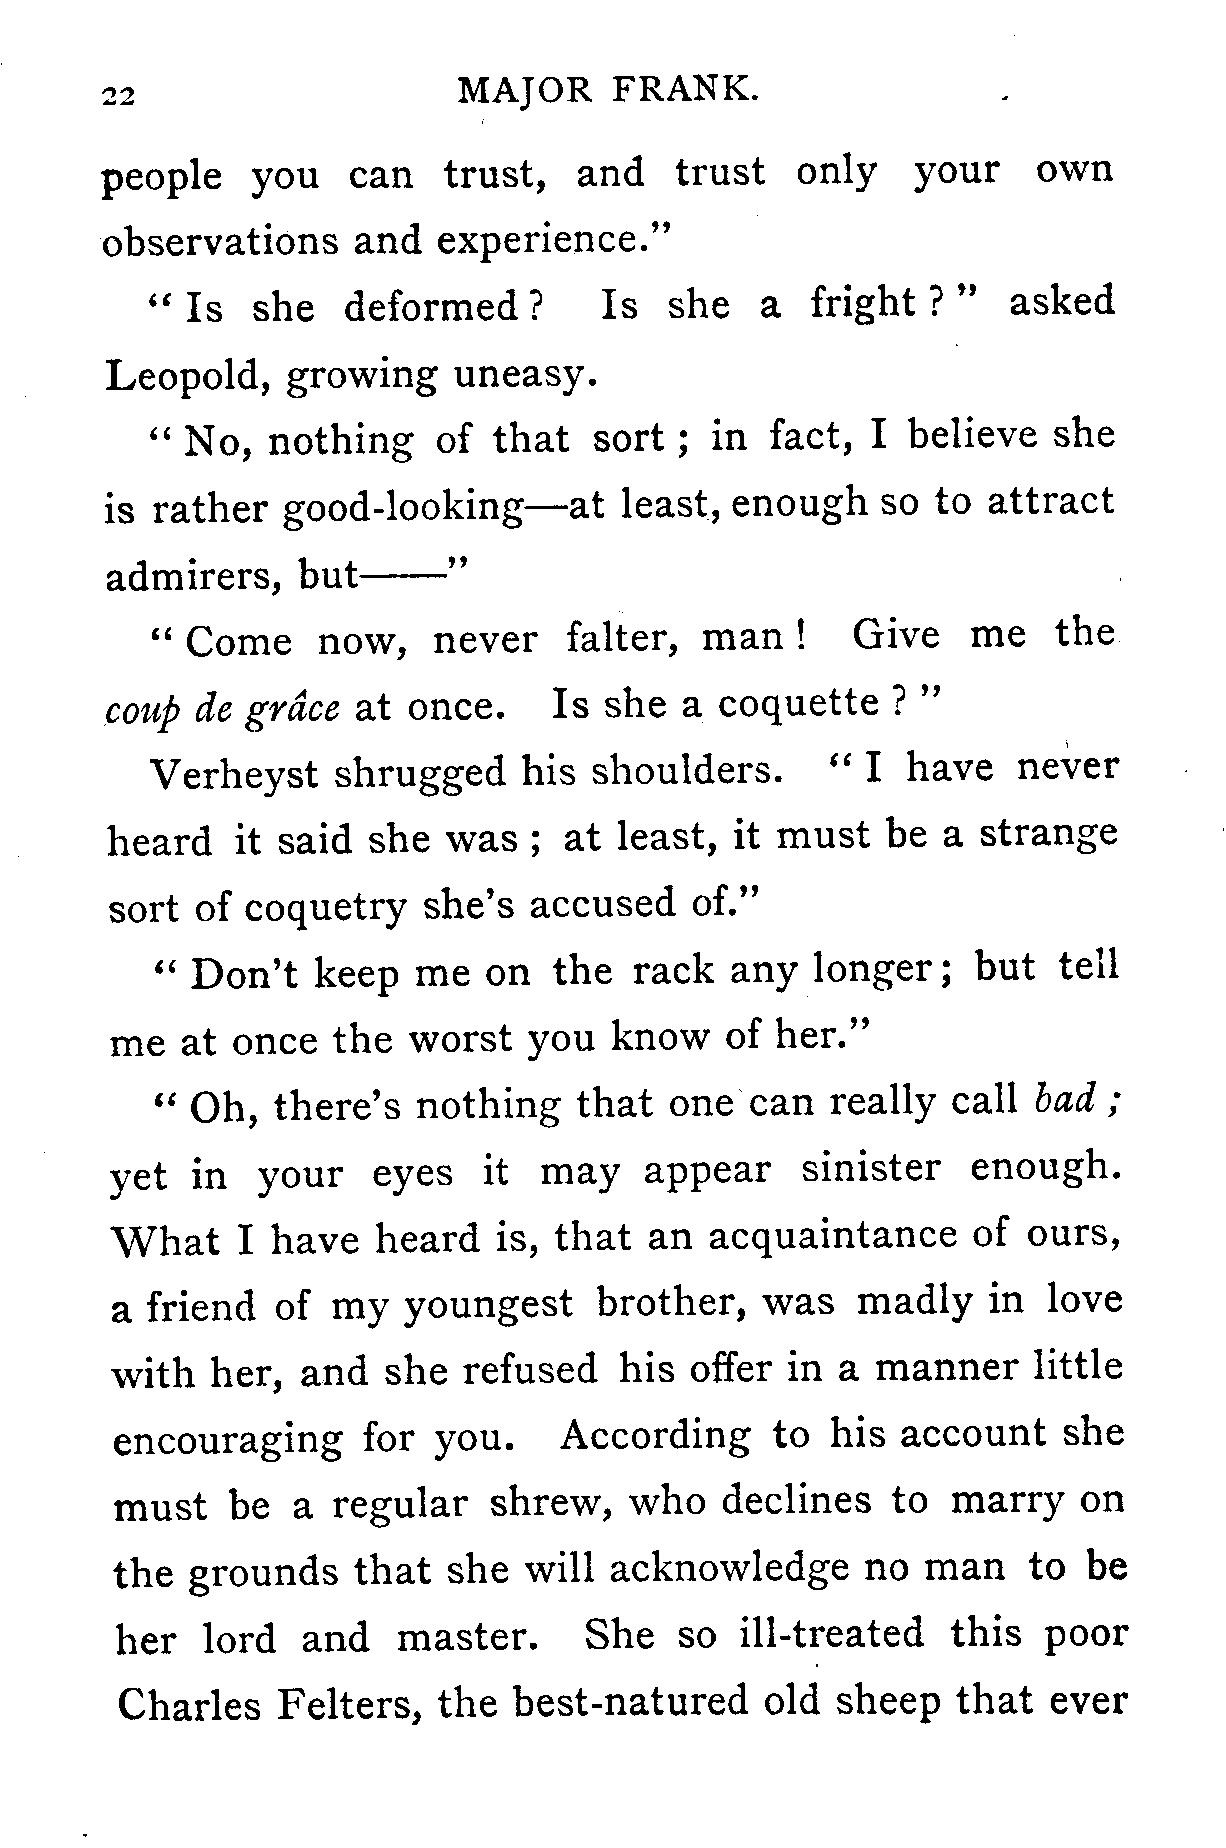 22 MAJOR FRANK.
people you can trust, and trust only your own
observations and experience."
" Is she deformed ? Is she a fright ? " asked
Leopold, growing uneasy.
" No, nothing of that sort ; in fact, I believe she
is rather good-looking—at least, enough so to attract
admirers, but——"
" Come now, never falter, man ! Give me the
coup de grâce at once. Is she a coquette ? "
Verheyst shrugged his shoulders. " I have never
heard it said she was ; at least, it must be a strange
sort of coquetry she's accused of."
" Don't keep me on the rack any longer ; but tell
me at once the worst you know of her."
" Oh, there's nothing that one can really call bad ;
yet in your eyes it may appear sinister enough.
What I have heard is, that an acquaintance of ours,
a friend of my youngest brother, was madly in love
with her, and she refused his offer in a manner little
encouraging for you. According to his account she
must be a regular shrew, who declines to marry on
the grounds that she will acknowledge no man to be
her lord and master. She so ill-treated this poor
Charles Felters, the best-natured old sheep that ever